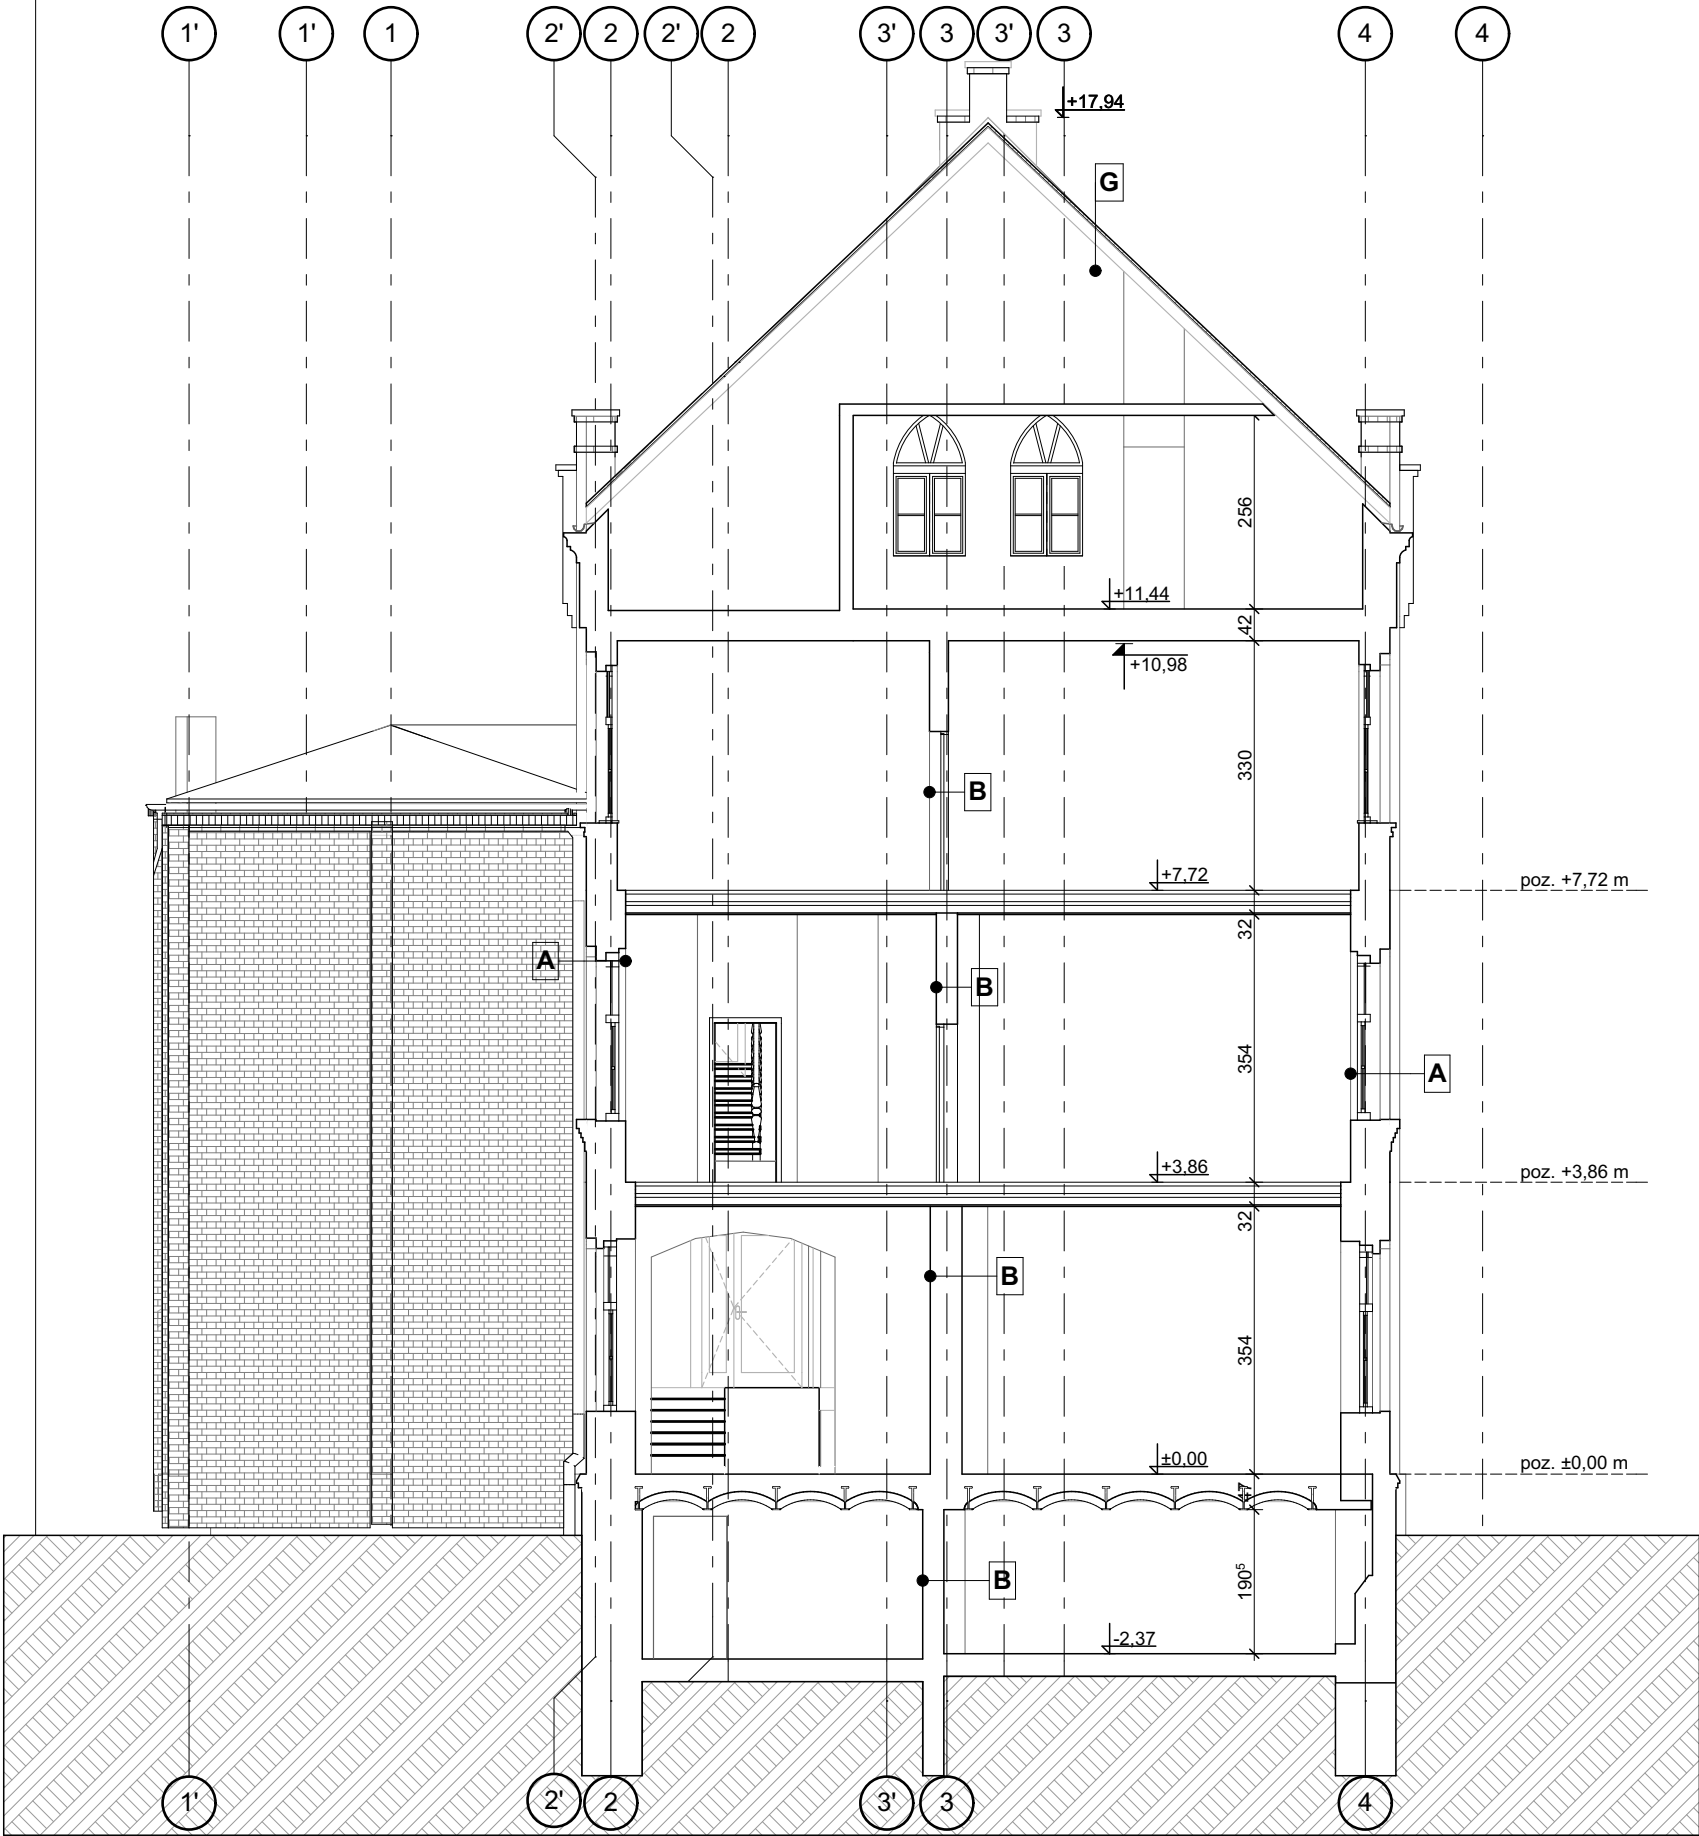 1' 1' 1 2' 2 2' 2 3' 3 3' 3 4 4
+17,94
G
256
+11,44
42
+10,98
330
B
+7,72
poz. +7,72 m
32
A
B
354
A
+3,86
poz. +3,86 m
32
B
354
±0,00
poz. ±0,00 m
47
B
190⁵
-2,37
1' 2' 2 3' 3 4